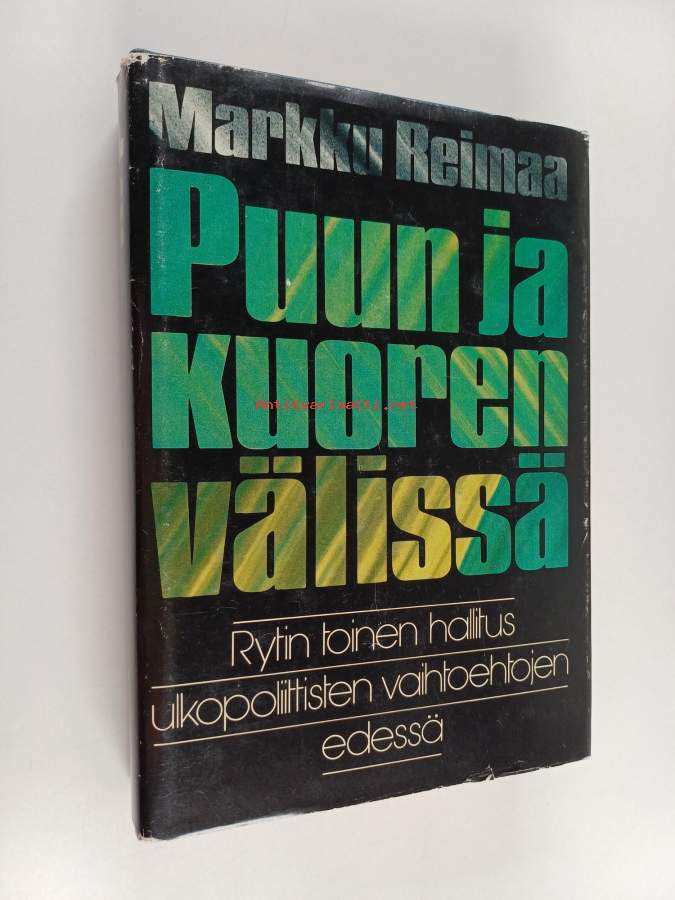 Markku Reimaa
Puun ja
kuoren
Antikvariaatti.net
välissä
Rytin toinen hallitus
ulkopoliittisten vaihtoehtojen
edessä